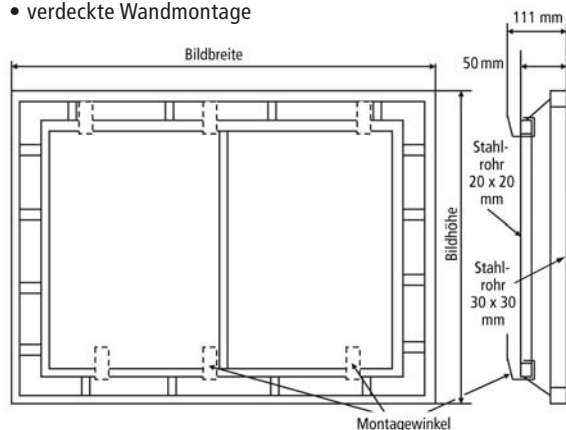 • verdeckte Wandmontage
111 mm
Bildbreite
50 mm
Stahl-
rohr
20 x 20
mm
Bildhöhe
Stahl-
rohr
30 x 30
mm
Montagewinkel